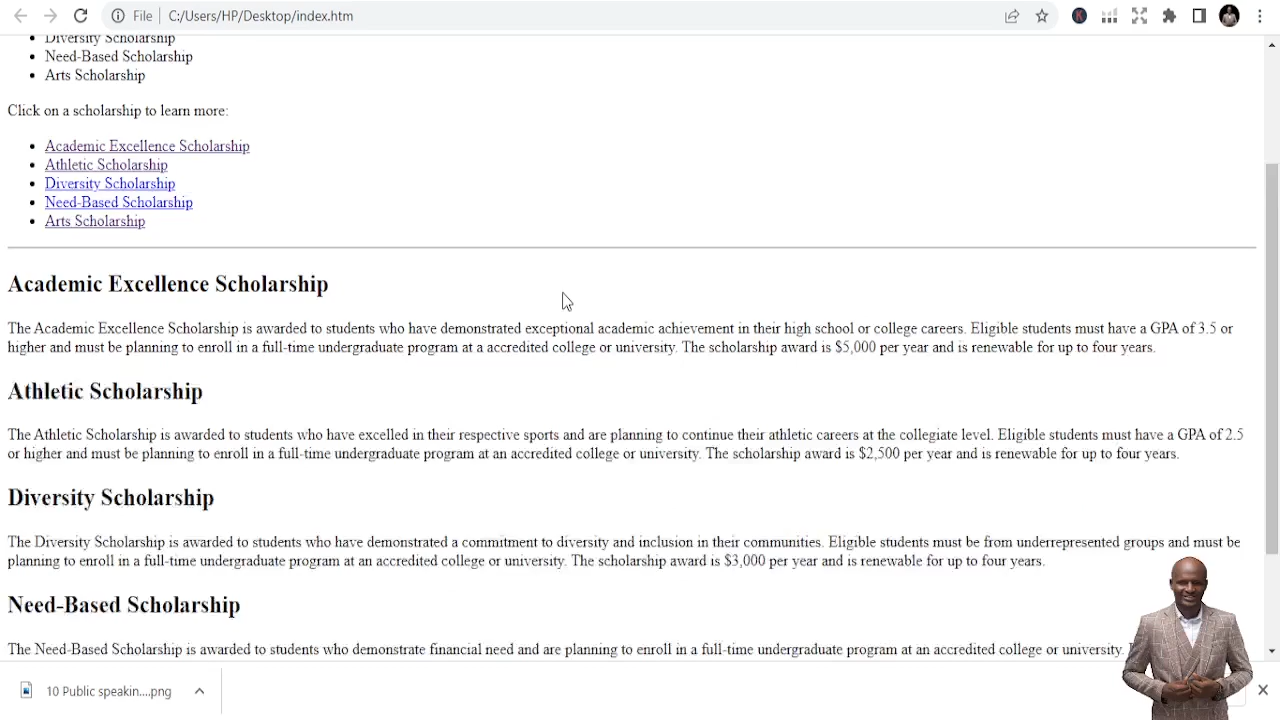 File
C:/Users/HP/Desktop/index.htm
Diversity Scholarship
Need-Based Scholarship
Arts Scholarship
Click on a scholarship to learn more:
Academic Excellence Scholarship
Athletic Scholarship
Diversity Scholarship
Need-Based Scholarship
Arts Scholarship
Academic Excellence Scholarship
The Academic Excellence Scholarship is awarded to students who have demonstrated exceptional academic achievement in their high school or college careers. Eligible students must have a GPA of 3.5 or
higher and must be planning to enroll in a full-time undergraduate program at a accredited college or university. The scholarship award is $5,000 per year and is renewable for up to four years.
Athletic Scholarship
The Athletic Scholarship is awarded to students who have excelled in their respective sports and are planning to continue their athletic careers at the collegiate level. Eligible students must have a GPA of 2.5
or higher and must be planning to enroll in a full-time undergraduate program at an accredited college or university. The scholarship award is $2,500 per year and is renewable for up to four years.
Diversity Scholarship
The Diversity Scholarship is awarded to students who have demonstrated a commitment to diversity and inclusion in their communities. Eligible students must be from underrepresented groups and must be
planning to enroll in a full-time undergraduate program at an accredited college or university. The scholarship award is $3,000 per year and is renewable for up to four years.
Need-Based Scholarship
The Need-Based Scholarship is awarded to students who demonstrate financial need and are planning to enroll in a full-time undergraduate program at an accredited college or university.
10 Public speakin....png